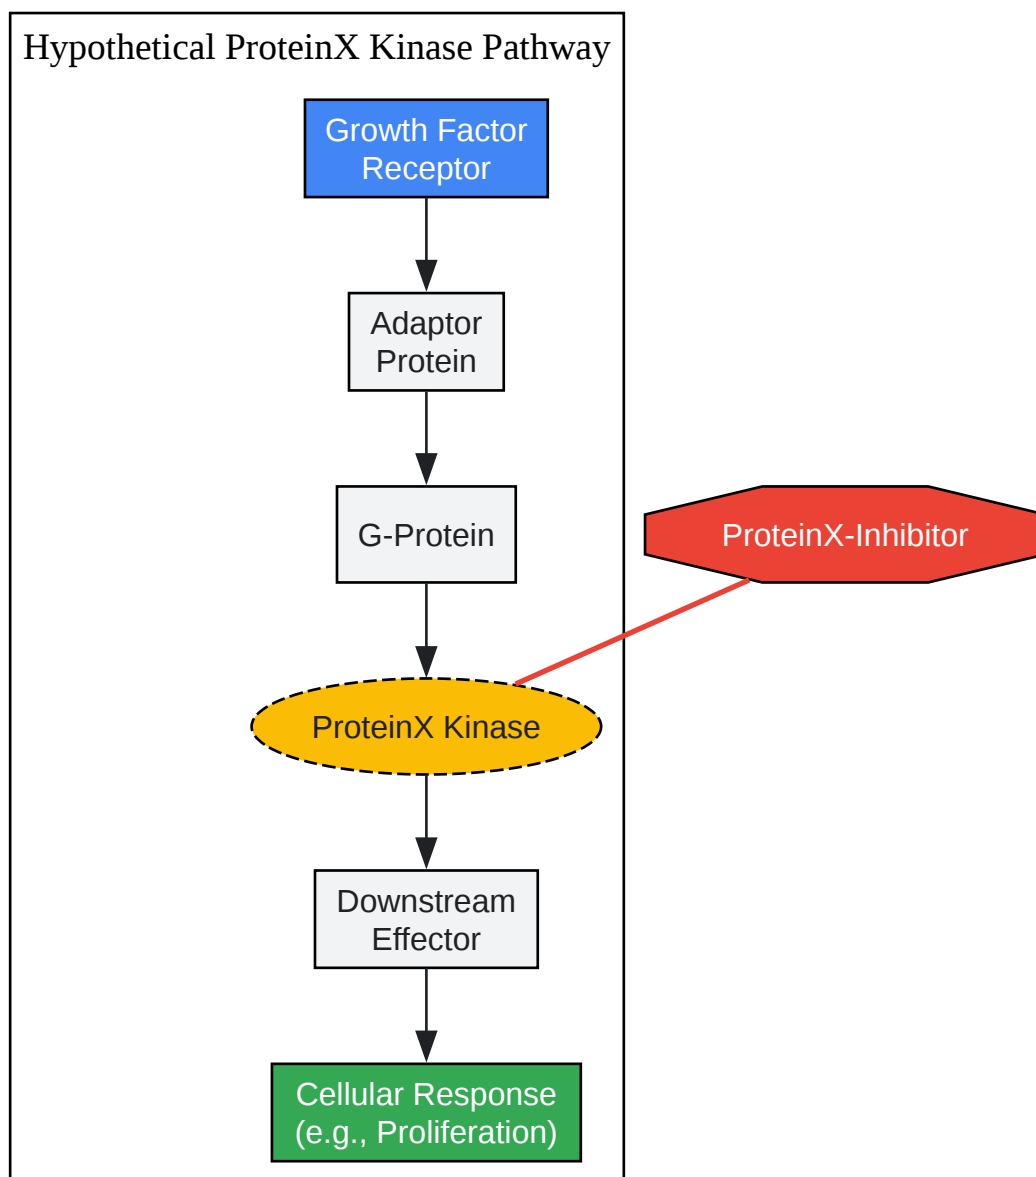 Hypothetical ProteinX Kinase Pathway
Growth Factor
Receptor
Adaptor
Protein
G-Protein
ProteinX-Inhibitor
ProteinX Kinase
Downstream
Effector
Cellular Response
(e.g., Proliferation)